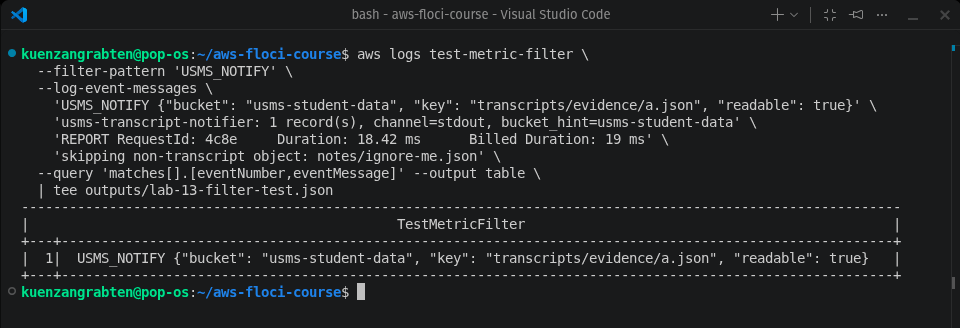 bash - aws-floci-course - Visual Studio Code
kuenzangrabten@pop-os:~/aws-floci-course$ aws logs test-metric-filter \
  --filter-pattern 'USMS_NOTIFY' \
  --log-event-messages \
    'USMS_NOTIFY {"bucket": "usms-student-data", "key": "transcripts/evidence/a.json", "readable": true}' \
    'usms-transcript-notifier: 1 record(s), channel=stdout, bucket_hint=usms-student-data' \
    'REPORT RequestId: 4c8e     Duration: 18.42 ms      Billed Duration: 19 ms' \
    'skipping non-transcript object: notes/ignore-me.json' \
  --query 'matches[].[eventNumber,eventMessage]' --output table \
  | tee outputs/lab-13-filter-test.json
--------------------------------------------------------------------------------------------------------------
|                                              TestMetricFilter                                              |
+---+--------------------------------------------------------------------------------------------------------+
|  1|  USMS_NOTIFY {"bucket": "usms-student-data", "key": "transcripts/evidence/a.json", "readable": true}   |
+---+--------------------------------------------------------------------------------------------------------+
kuenzangrabten@pop-os:~/aws-floci-course$